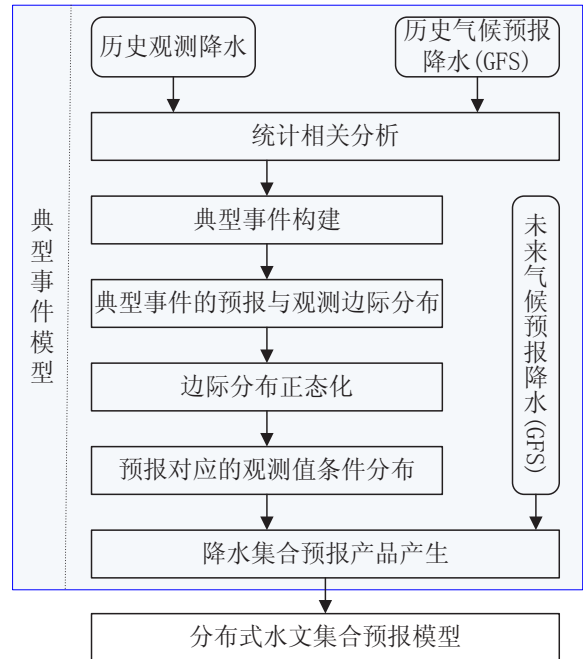 历史观测降水
历史气候预报
降水(GFS)
统计相关分析
典型事件构建
典型事件的预报与观测边际分布
边际分布正态化
预报对应的观测值条件分布
降水集合预报产品产生
分布式水文集合预报模型
典型事件模型
未来气候预报降水(GFS)